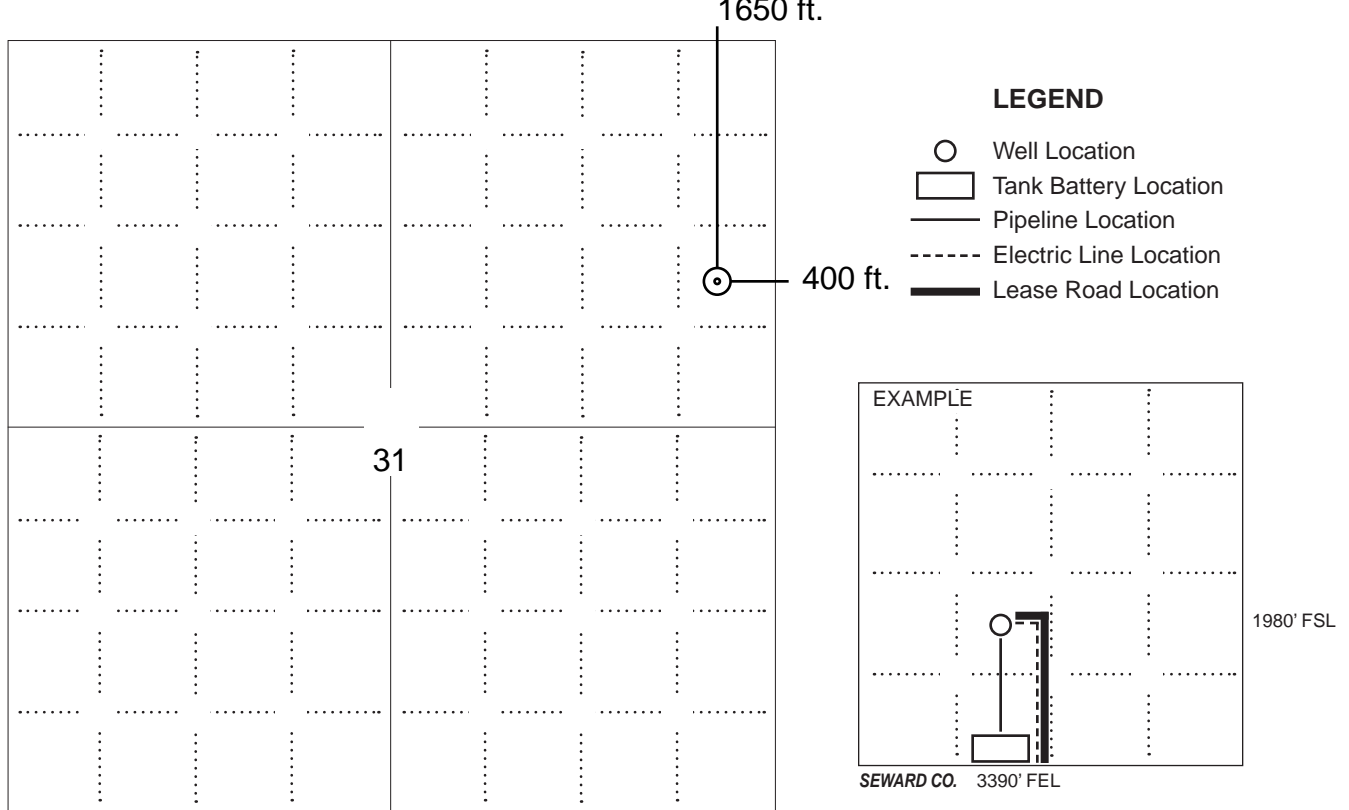 1650 ft.
LEGEND
Well Location
Tank Battery Location
Pipeline Location
Electric Line Location
Lease Road Location
400 ft.
31
EXAMPLE
1980' FSL
SEWARD CO. 3390' FEL